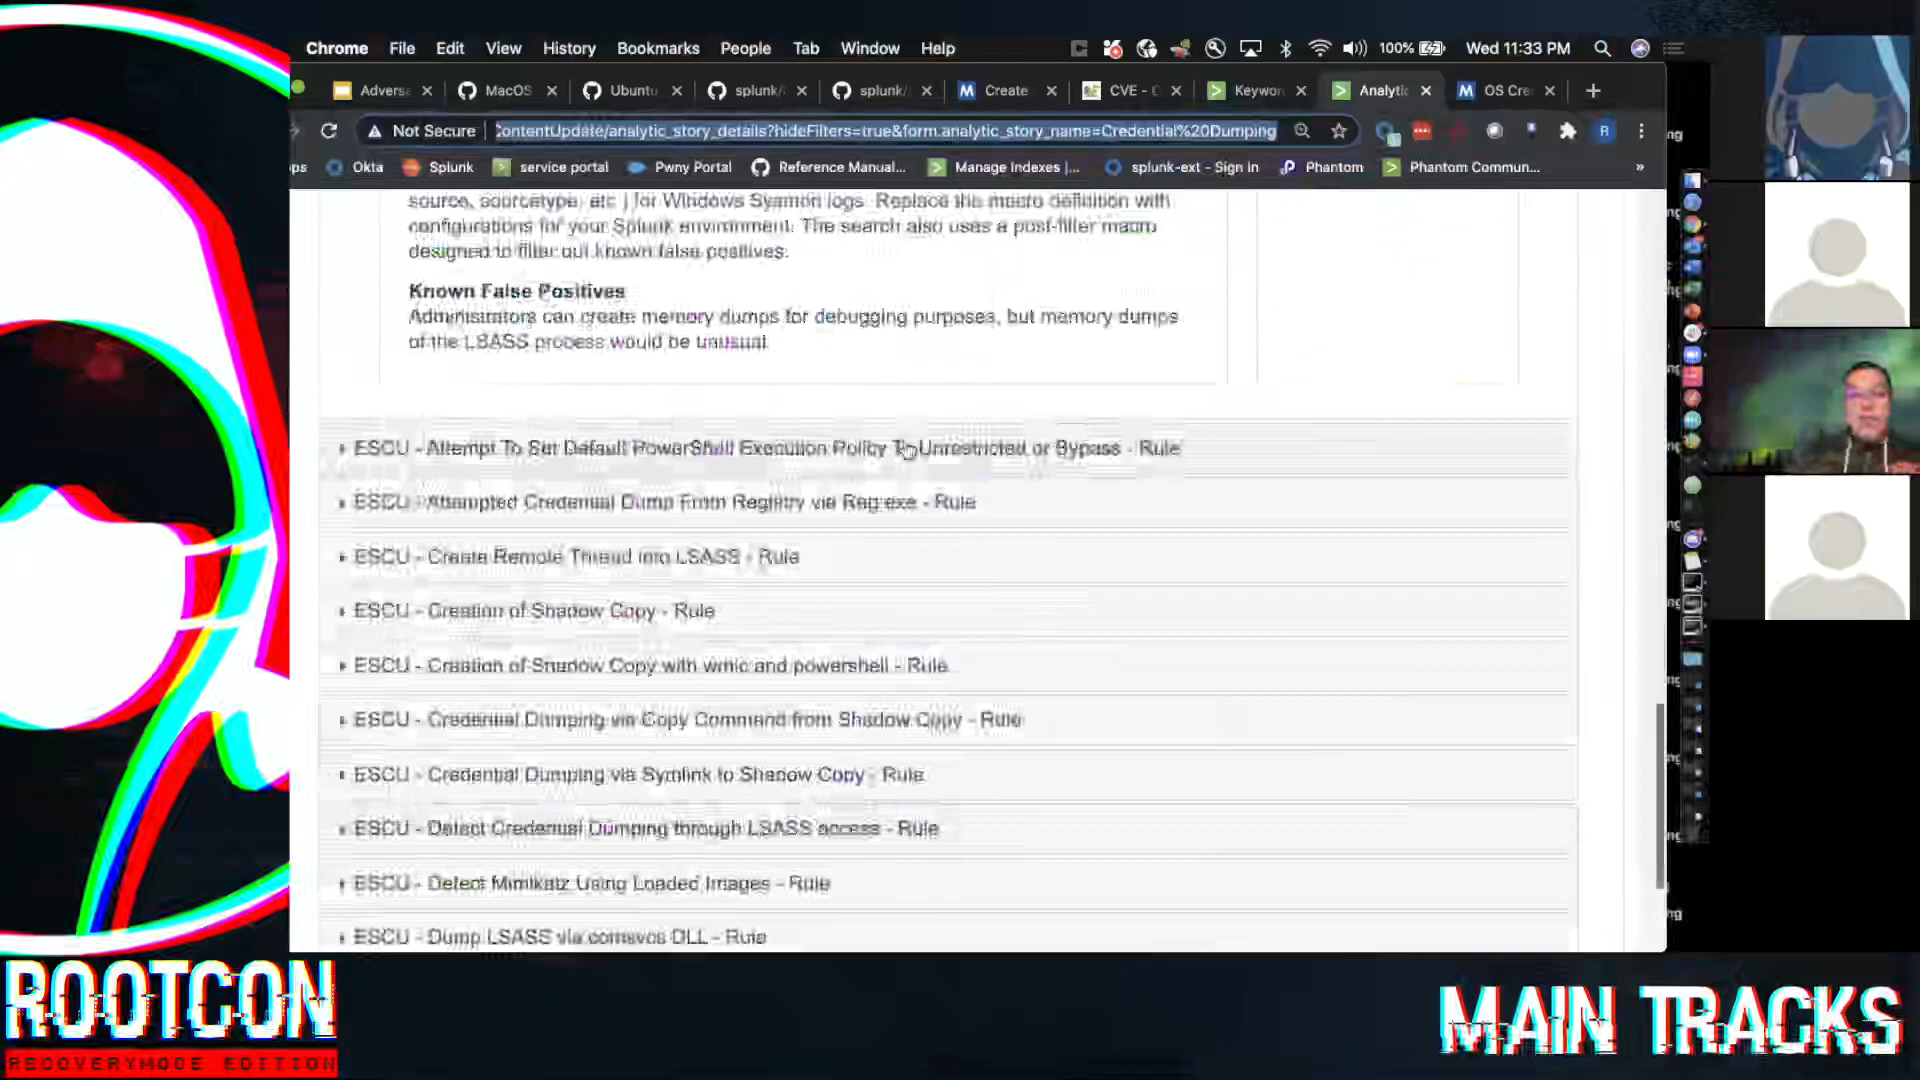 Chrome File Edit View History Bookmarks People Tab Window Help 100% Wed 11:33 PM
Advers MacOS Ubuntu splunk/ splunk/ Create CVE - Keywor Analytic OS Cre
Not Secure ContentUpdate/analytic_story_details?hideFilters=true&form.analytic_story_name=Credential%20Dumping R
ps Okta Splunk service portal Pwny Portal Reference Manual... Manage Indexes |... splunk-ext - Sign In Phantom Phantom Commun... »
source, sourcetype, etc.) for Windows Sysmon logs. Replace the macro definition with
configurations for your Splunk environment. The search also uses a post-filter macro
designed to filter out known false positives.
Known False Positives
Administrators can create memory dumps for debugging purposes, but memory dumps
of the LSASS process would be unusual.
ESCU - Attempt To Set Default PowerShell Execution Policy To Unrestricted or Bypass - Rule
ESCU - Attempted Credential Dump From Registry via Reg exe - Rule
ESCU - Create Remote Thread into LSASS - Rule
ESCU - Creation of Shadow Copy - Rule
ESCU - Creation of Shadow Copy with wmic and powershell - Rule
ESCU - Credential Dumping via Copy Command from Shadow Copy - Rule
ESCU - Credential Dumping via Symlink to Shadow Copy - Rule
ESCU - Detect Credential Dumping through LSASS access - Rule
ESCU - Detect Mimikatz Using Loaded Images - Rule
ESCU - Dump LSASS via comsvcs DLL - Rule
ROOTCON
RECOVERYMODE EDITION
MAIN TRACKS